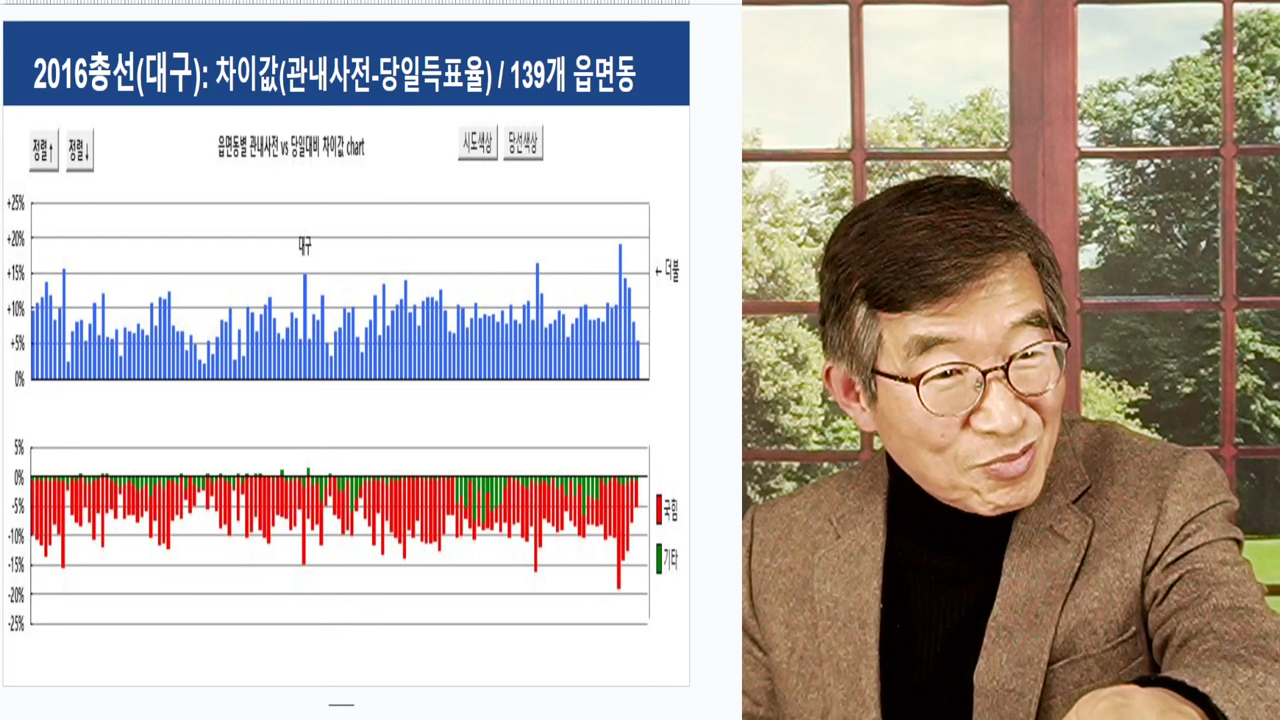 2016총선(대구): 차이값(관내사전-당일득표율) / 139개 읍면동
정렬↑ 정렬↓
읍면동별 관내사전 vs 당일대비 차이값 chart
시도색상 당선색상
+25%
+20%
대구
+15%
← 더불
+10%
+5%
0%
5%
0%
-5%
국힘
-10%
-15%
기타
-20%
-25%